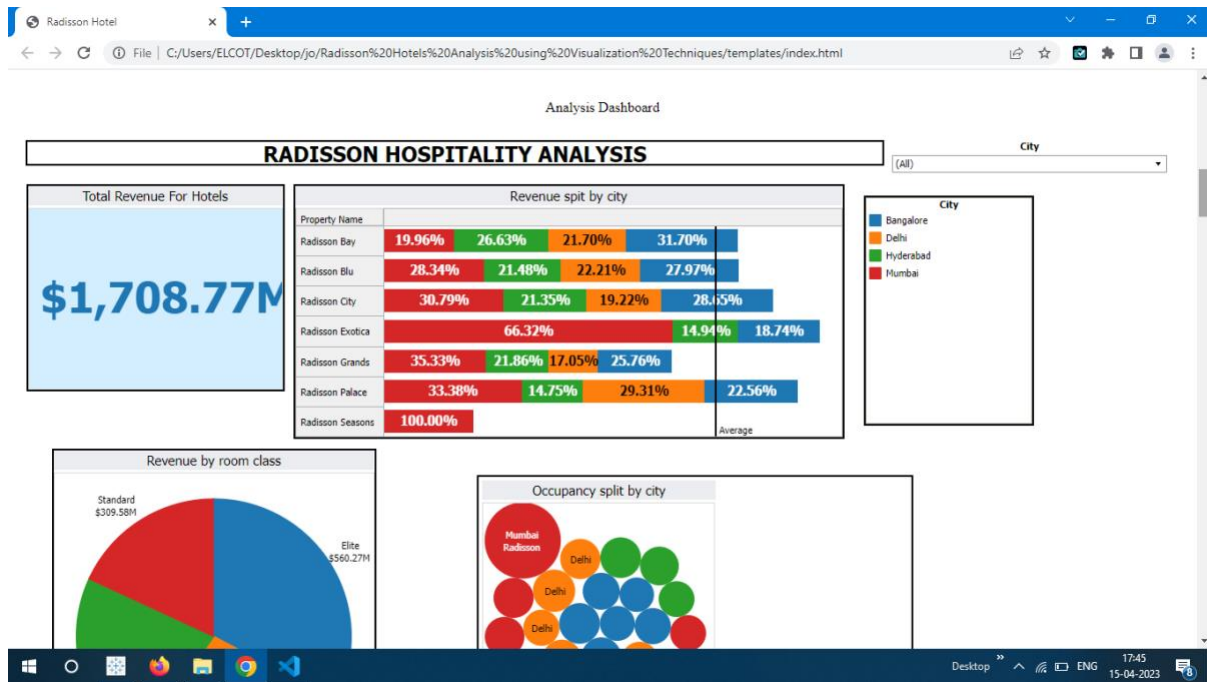 Radisson Hotel
File | C:/Users/ELCOT/Desktop/jo/Radisson%20Hotels%20Analysis%20using%20Visualization%20Techniques/templates/index.html
Analysis Dashboard
RADISSON HOSPITALITY ANALYSIS
City
(All)
Total Revenue For Hotels
$1,708.77M
Revenue spit by city
Property Name
Radisson Bay 19.96% 26.63% 21.70% 31.70%
Radisson Blu 28.34% 21.48% 22.21% 27.97%
Radisson City 30.79% 21.35% 19.22% 28.65%
Radisson Exotica 66.32% 14.94% 18.74%
Radisson Grands 35.33% 21.86% 17.05% 25.76%
Radisson Palace 33.38% 14.75% 29.31% 22.56%
Radisson Seasons 100.00%
Average
City
Bangalore
Delhi
Hyderabad
Mumbai
Revenue by room class
Standard
$309.58M
Elite
$560.27M
Occupancy split by city
Mumbai
Radisson
Delhi
Delhi
Delhi
Desktop
ENG
17:45
15-04-2023
8